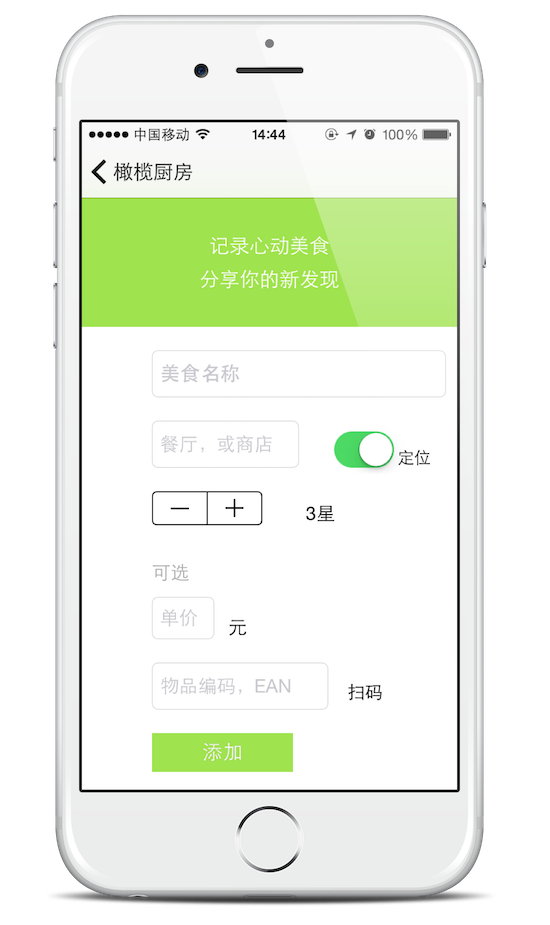 中国移动 14:44 100%
橄榄厨房
记录心动美食
分享你的新发现
美食名称
餐厅，或商店 定位
3星
可选
单价 元
物品编码，EAN 扫码
添加